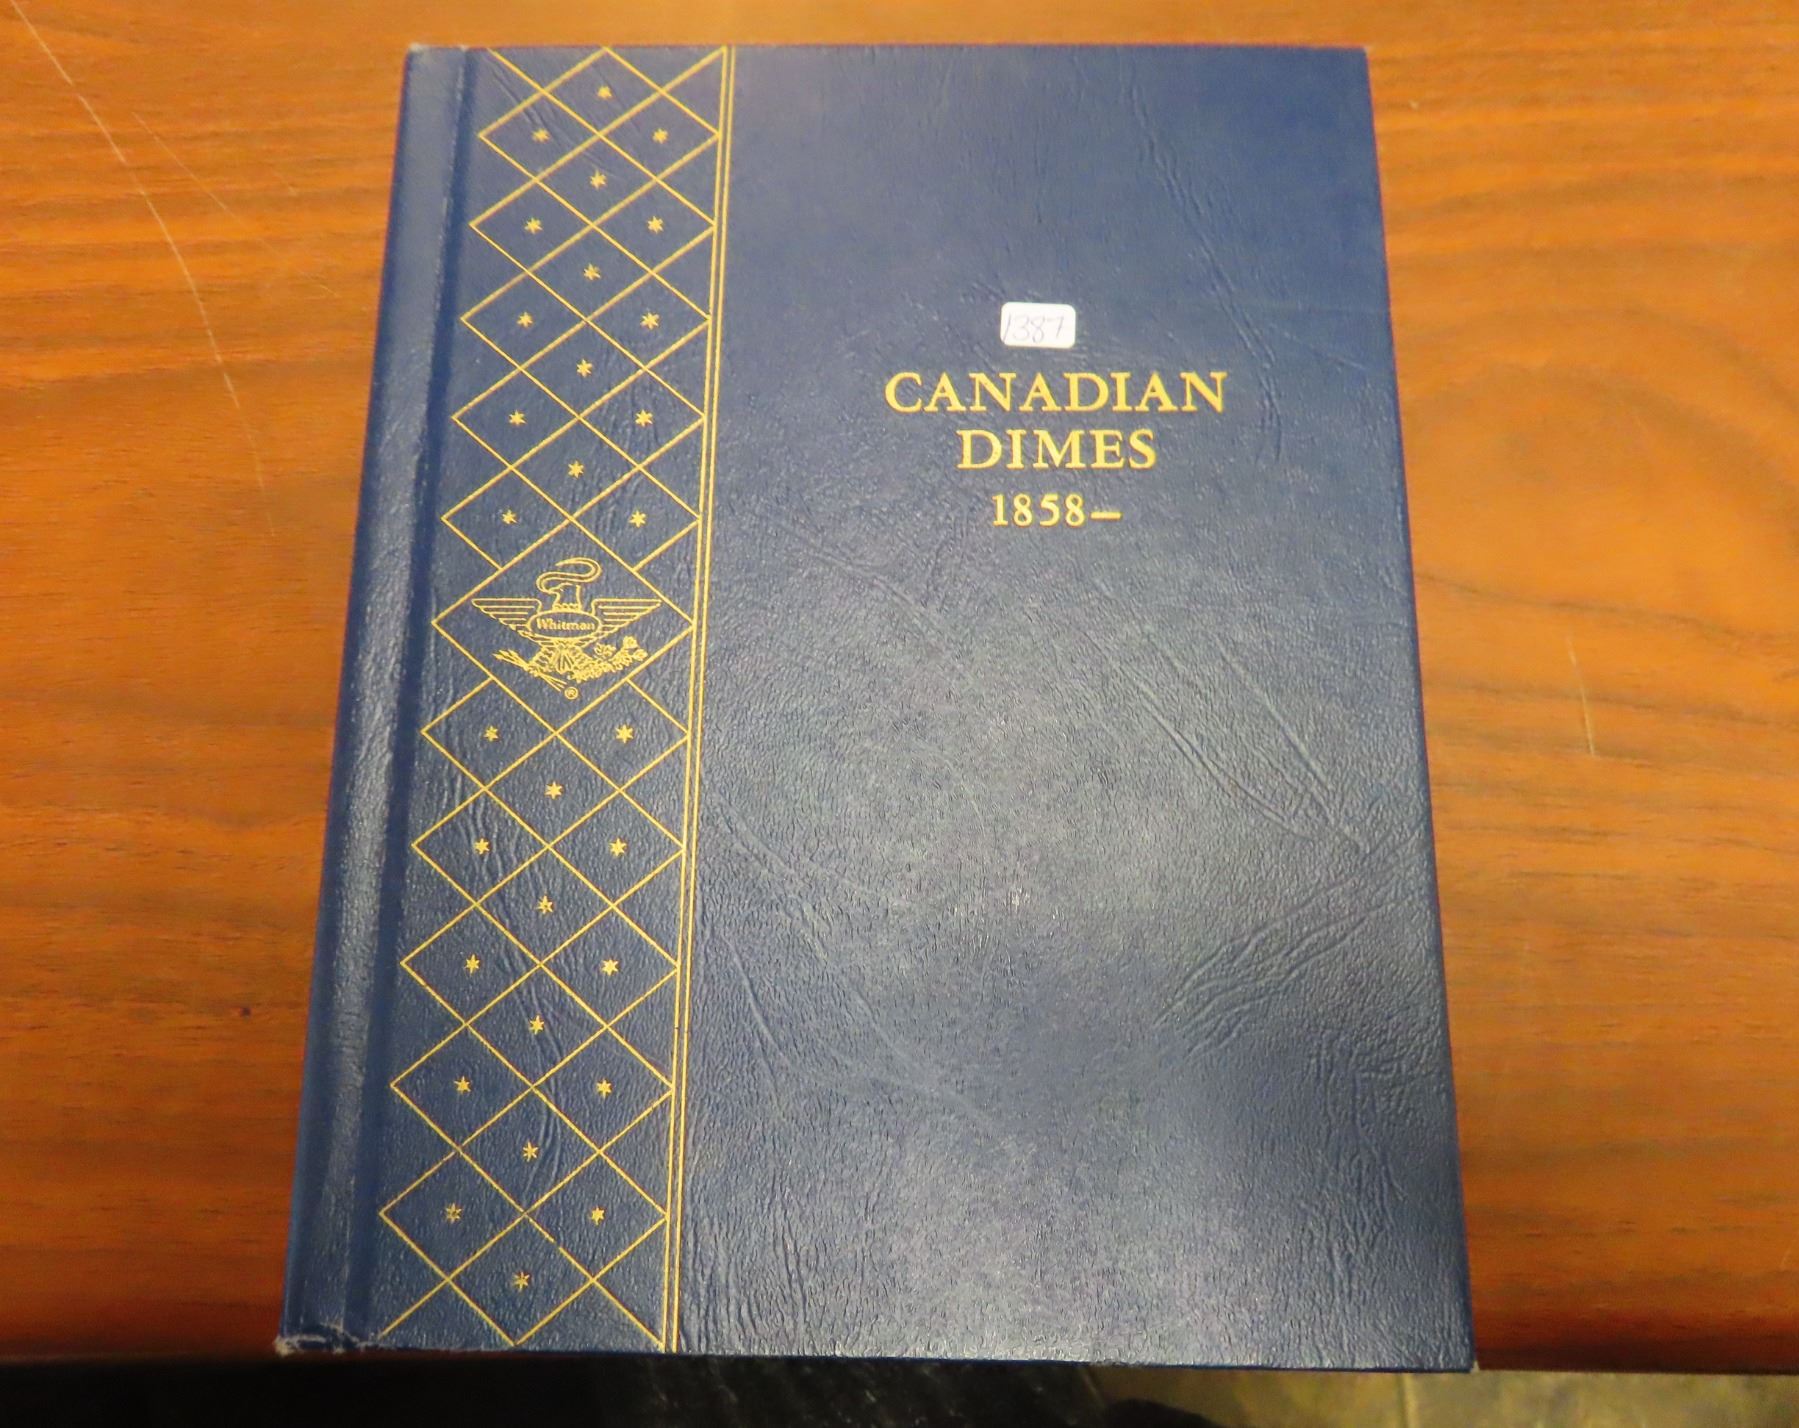 1387
CANADIAN
DIMES
1858–
Whitman
®